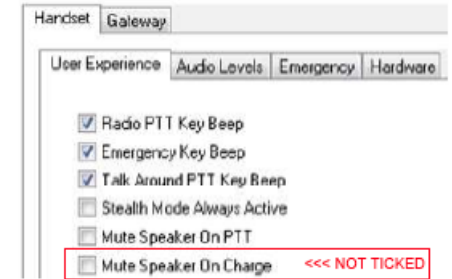 Handset Gateway
User Experience Audio Levels Emergency Hardware
Radio PTT Key Beep
Emergency Key Beep
Talk Around PTT Key Beep
Stealth Mode Always Active
Mute Speaker On PTT
Mute Speaker On Charge <<< NOT TICKED